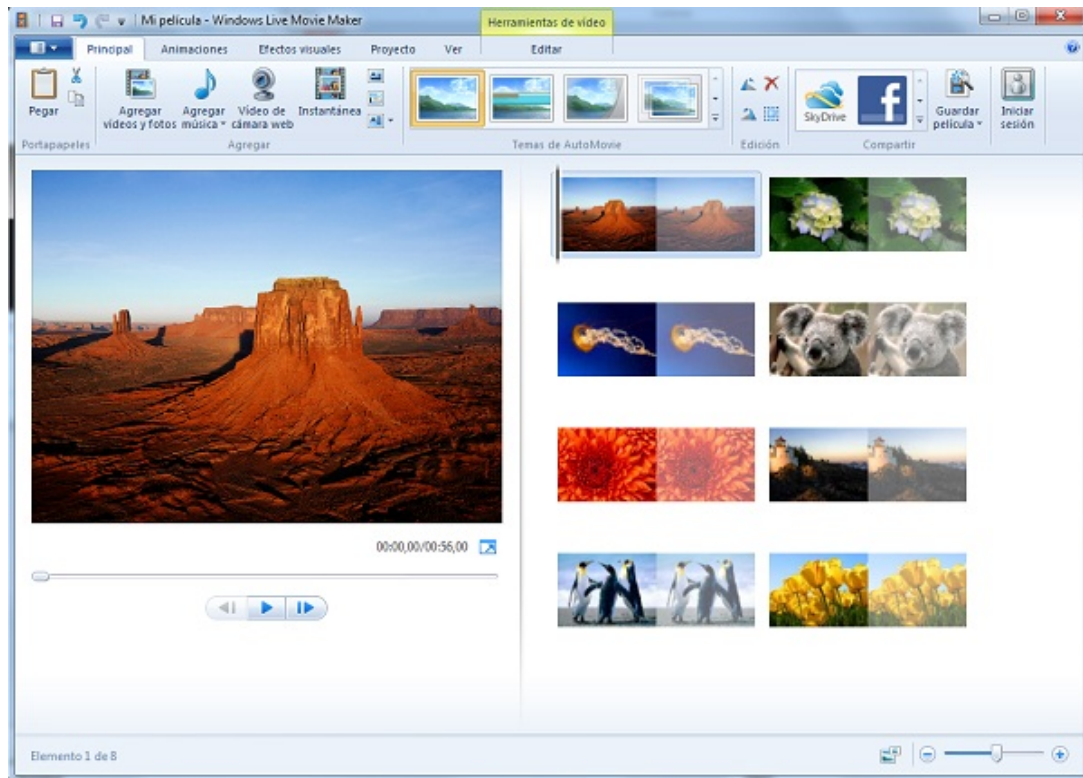 Mi película - Windows Live Movie Maker
Herramientas de vídeo
Principal
Animaciones
Efectos visuales
Proyecto
Ver
Editar
Pegar
Agregar
vídeos y fotos
Agregar
música
Vídeo de
cámara web
Instantánea
SkyDrive
Guardar
película
Iniciar
sesión
Portapapeles
Agregar
Temas de AutoMovie
Edición
Compartir
00:00,00/00:56,00
Elemento 1 de 8